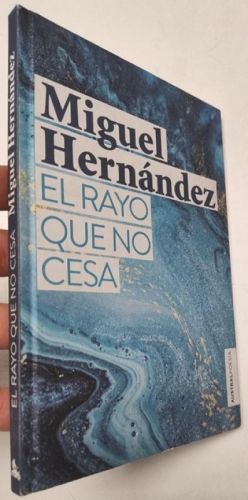 Miguel
Hernández
EL RAYO
QUE NO
CESA
AUSTRAL POESÍA
EL RAYO QUE NO CESA Miguel Hernández